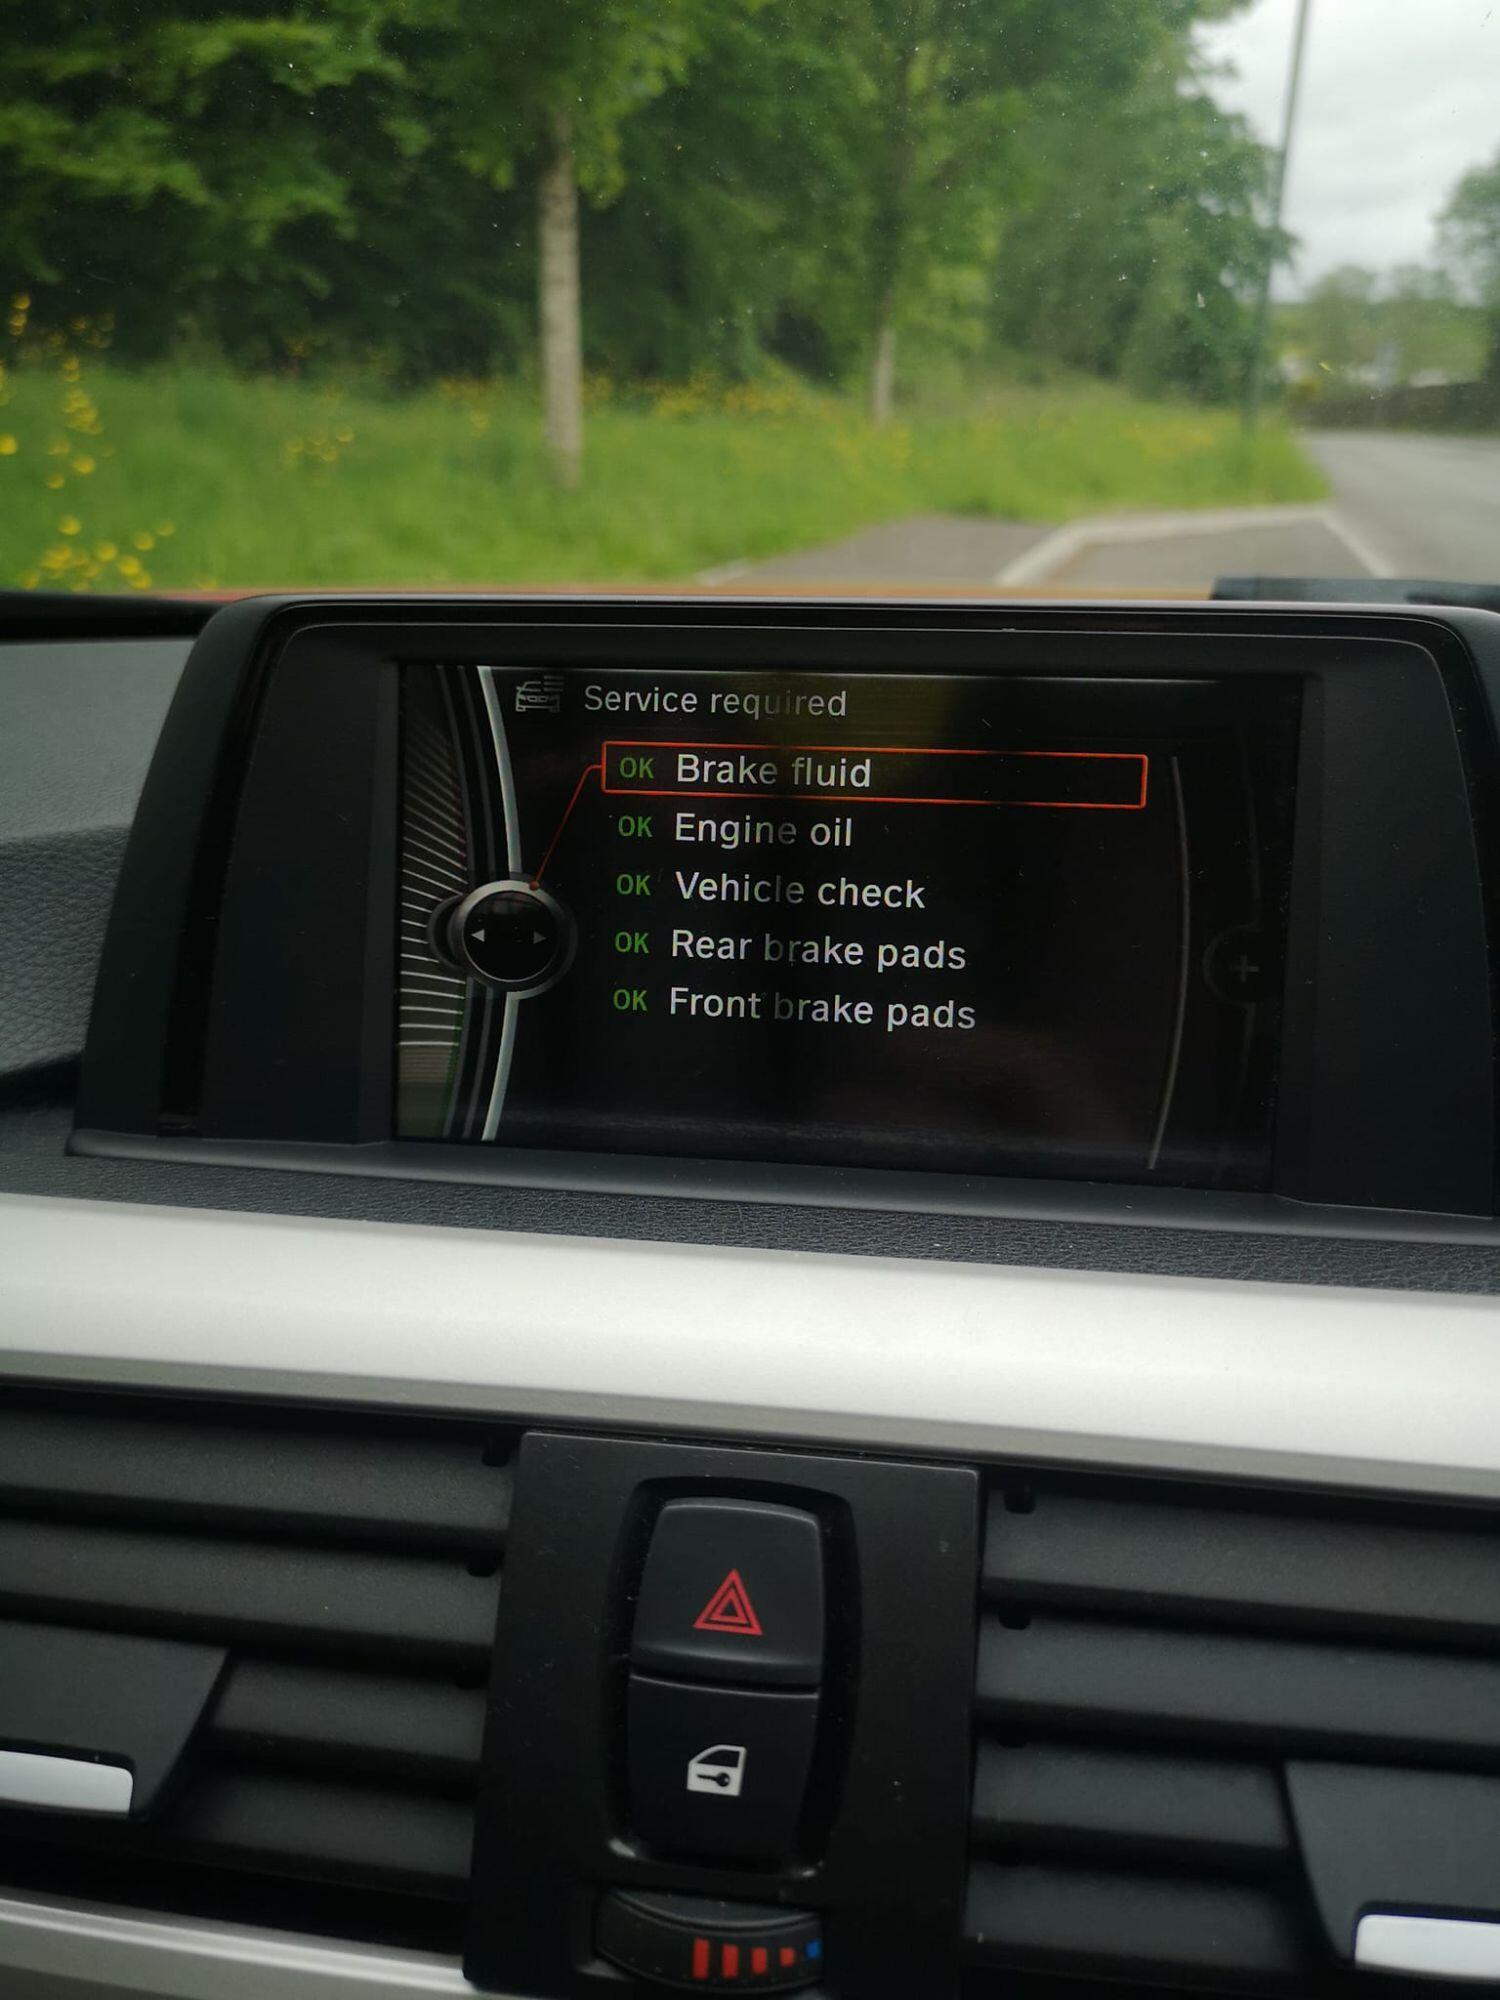 Service required
OK Brake fluid
OK Engine oil
OK Vehicle check
OK Rear brake pads
OK Front brake pads